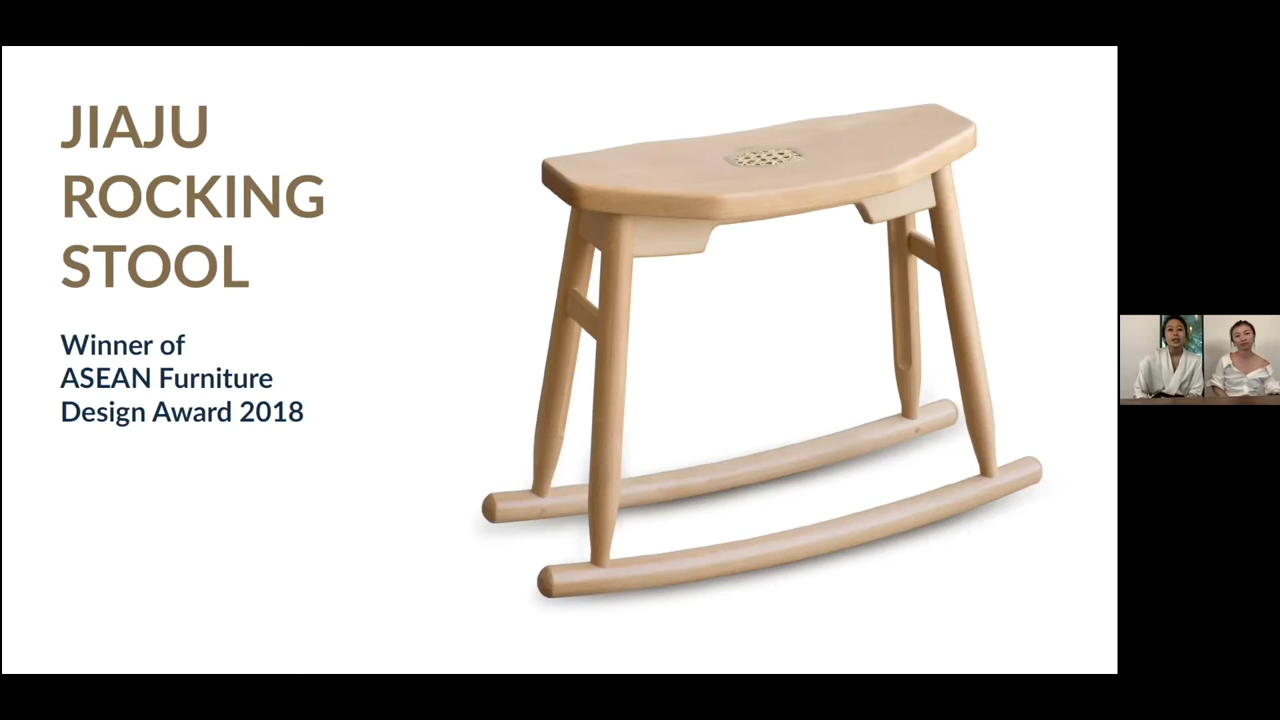 JIAJU
ROCKING
STOOL
Winner of
ASEAN Furniture
Design Award 2018